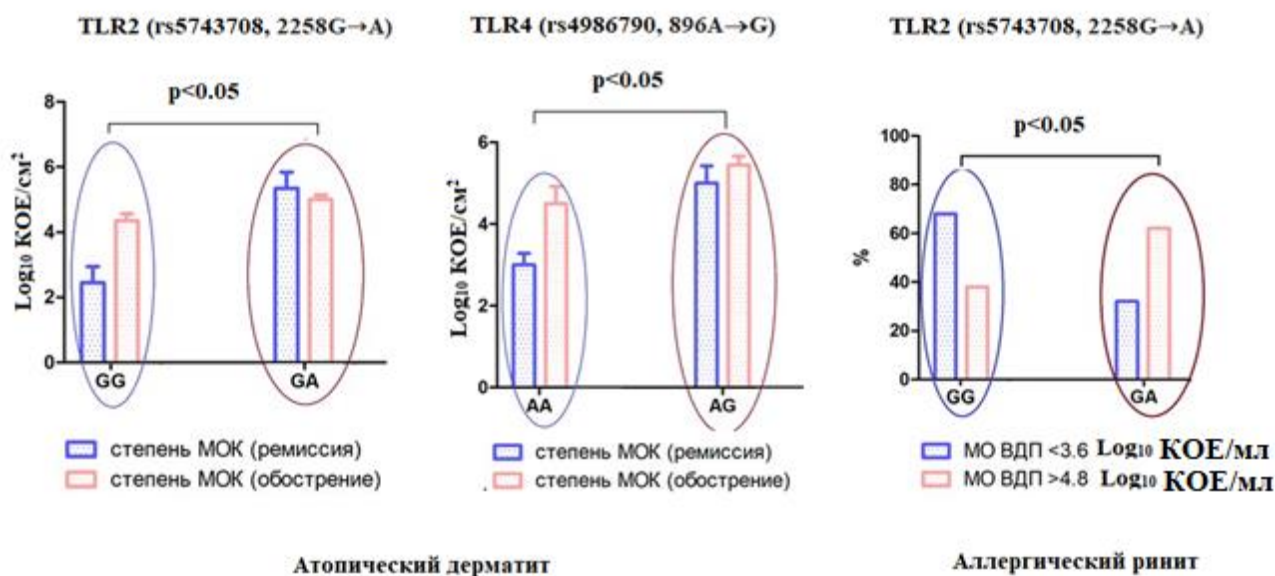 TLR2 (rs5743708, 2258G→A)
p<0.05
Log₁₀ КОЕ/см²
8
6
4
2
0
GG
GA
степень МОК (ремиссия)
степень МОК (обострение)
TLR4 (rs4986790, 896A→G)
p<0.05
Log₁₀ КОЕ/см²
6
4
2
0
AA
AG
степень МОК (ремиссия)
степень МОК (обострение)
Атопический дерматит
TLR2 (rs5743708, 2258G→A)
p<0.05
%
100
80
60
40
20
0
GG
GA
МО ВДП <3.6 Log₁₀ КОЕ/мл
МО ВДП >4.8 Log₁₀ КОЕ/мл
Аллергический ринит